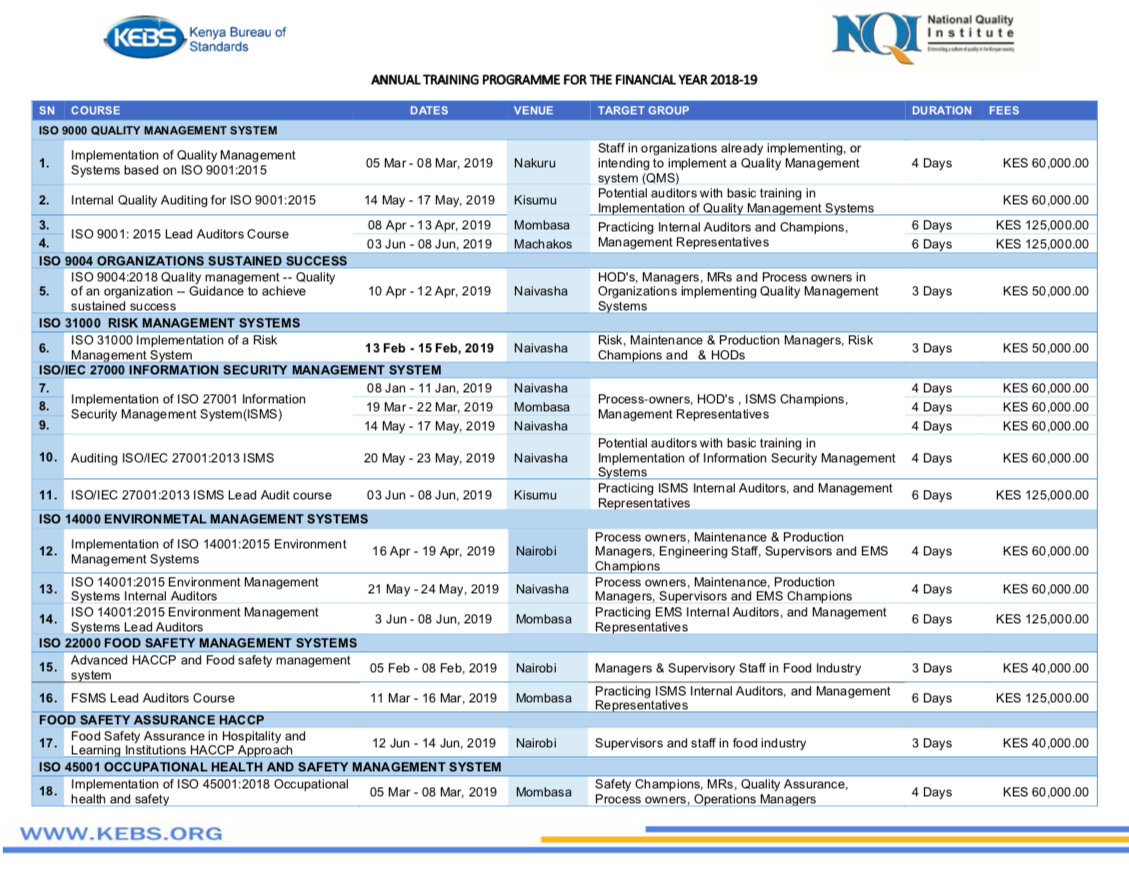 KEBS Kenya Bureau of
Standards
NQI National Quality
Institute
ANNUAL TRAINING PROGRAMME FOR THE FINANCIAL YEAR 2018-19
SN COURSE DATES VENUE TARGET GROUP DURATION FEES
ISO 9000 QUALITY MANAGEMENT SYSTEM
1. Implementation of Quality Management
Systems based on ISO 9001:2015
05 Mar - 08 Mar, 2019 Nakuru
Staff in organizations already implementing, or
intending to implement a Quality Management
system (QMS)
4 Days KES 60,000.00
2. Internal Quality Auditing for ISO 9001:2015 14 May - 17 May, 2019 Kisumu
Potential auditors with basic training in
Implementation of Quality Management Systems
KES 60,000.00
3. 08 Apr - 13 Apr, 2019 Mombasa 6 Days KES 125,000.00
ISO 9001: 2015 Lead Auditors Course
Practicing Internal Auditors and Champions,
Management Representatives
4. 03 Jun - 08 Jun, 2019 Machakos 6 Days KES 125,000.00
ISO 9004 ORGANIZATIONS SUSTAINED SUCCESS
5. ISO 9004:2018 Quality management -- Quality
of an organization -- Guidance to achieve
sustained success
10 Apr - 12 Apr, 2019 Naivasha
HOD's, Managers, MRs and Process owners in
Organizations implementing Quality Management
Systems
3 Days KES 50,000.00
ISO 31000 RISK MANAGEMENT SYSTEMS
6. ISO 31000 Implementation of a Risk
Management System
13 Feb - 15 Feb, 2019 Naivasha
Risk, Maintenance & Production Managers, Risk
Champions and & HODs
3 Days KES 50,000.00
ISO/IEC 27000 INFORMATION SECURITY MANAGEMENT SYSTEM
7. 08 Jan - 11 Jan, 2019 Naivasha 4 Days KES 60,000.00
Implementation of ISO 27001 Information
Security Management System(ISMS)
8. 19 Mar - 22 Mar, 2019 Mombasa
Process-owners, HOD's , ISMS Champions,
Management Representatives
4 Days KES 60,000.00
9. 14 May - 17 May, 2019 Naivasha 4 Days KES 60,000.00
10. Auditing ISO/IEC 27001:2013 ISMS 20 May - 23 May, 2019 Naivasha
Potential auditors with basic training in
Implementation of Information Security Management
Systems
4 Days KES 60,000.00
11. ISO/IEC 27001:2013 ISMS Lead Audit course 03 Jun - 08 Jun, 2019 Kisumu
Practicing ISMS Internal Auditors, and Management
Representatives
6 Days KES 125,000.00
ISO 14000 ENVIRONMETAL MANAGEMENT SYSTEMS
12. Implementation of ISO 14001:2015 Environment
Management Systems
16 Apr - 19 Apr, 2019 Nairobi
Process owners, Maintenance & Production
Managers, Engineering Staff, Supervisors and EMS
Champions
4 Days KES 60,000.00
13. ISO 14001:2015 Environment Management
Systems Internal Auditors
21 May - 24 May, 2019 Naivasha
Process owners, Maintenance, Production
Managers, Supervisors and EMS Champions
4 Days KES 60,000.00
14. ISO 14001:2015 Environment Management
Systems Lead Auditors
3 Jun - 08 Jun, 2019 Mombasa
Practicing EMS Internal Auditors, and Management
Representatives
6 Days KES 125,000.00
ISO 22000 FOOD SAFETY MANAGEMENT SYSTEMS
15. Advanced HACCP and Food safety management
system
05 Feb - 08 Feb, 2019 Nairobi Managers & Supervisory Staff in Food Industry 3 Days KES 40,000.00
16. FSMS Lead Auditors Course 11 Mar - 16 Mar, 2019 Mombasa
Practicing ISMS Internal Auditors, and Management
Representatives
6 Days KES 125,000.00
FOOD SAFETY ASSURANCE HACCP
17. Food Safety Assurance in Hospitality and
Learning Institutions HACCP Approach
12 Jun - 14 Jun, 2019 Nairobi Supervisors and staff in food industry 3 Days KES 40,000.00
ISO 45001 OCCUPATIONAL HEALTH AND SAFETY MANAGEMENT SYSTEM
18. Implementation of ISO 45001:2018 Occupational
health and safety
05 Mar - 08 Mar, 2019 Mombasa
Safety Champions, MRs, Quality Assurance,
Process owners, Operations Managers
4 Days KES 60,000.00
WWW.KEBS.ORG